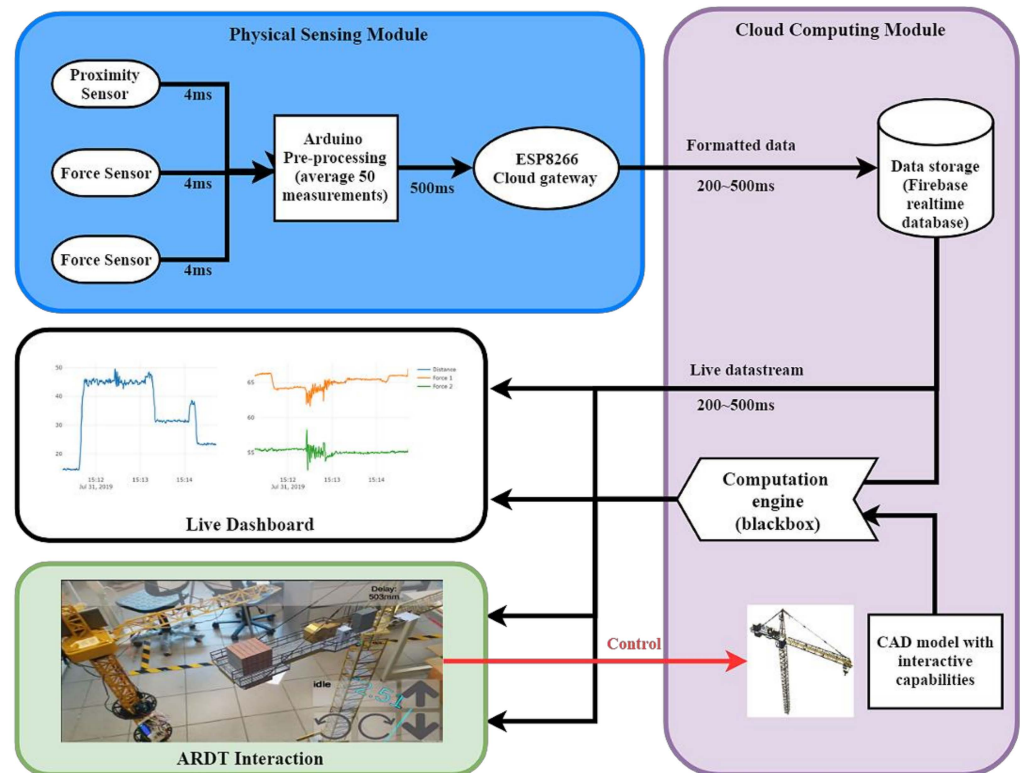 Physical Sensing Module
Proximity
Sensor
4ms
Force Sensor
4ms
Force Sensor
4ms
Arduino
Pre-processing
(average 50
measurements)
500ms
ESP8266
Cloud gateway
Formatted data
200~500ms
Cloud Computing Module
Data storage
(Firebase
realtime
database)
Live datastream
200~500ms
50
40
30
20
15:12
Jul 31, 2019
15:13
15:14
65
60
55
15:12
Jul 31, 2019
15:13
15:14
Distance
Force 1
Force 2
Live Dashboard
Computation
engine
(blackbox)
CAD model with
interactive
capabilities
Control
Delay:
503mm
idle
2.51
ARDT Interaction